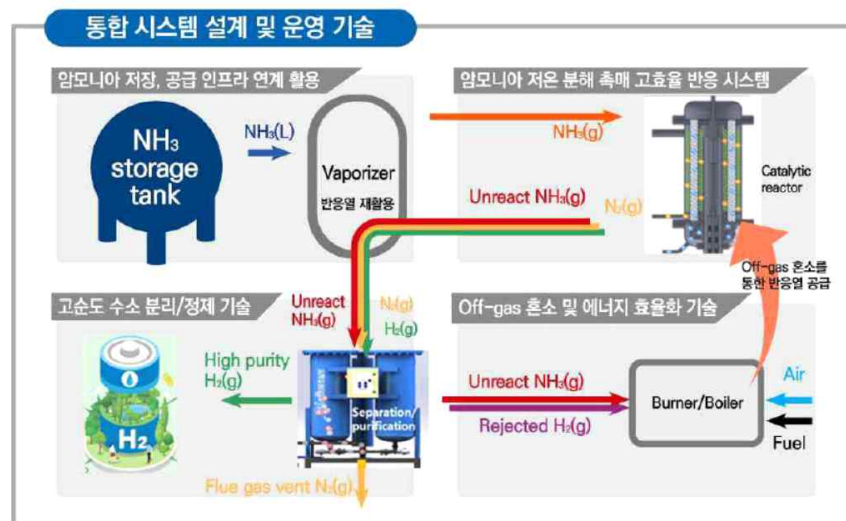 통합 시스템 설계 및 운영 기술
암모니아 저장, 공급 인프라 연계 활용
NH₃
storage
tank
NH₃(L)
Vaporizer
반응열 재활용
암모니아 저온 분해 촉매 고효율 반응 시스템
NH₃(g)
Catalytic
reactor
Unreact NH₃(g)
N₂(g)
Off-gas 혼소를
통한 반응열 공급
고순도 수소 분리/정제 기술
Unreact
NH₃(g)
N₂(g)
H₂(g)
High purity
H₂(g)
H₂
Separation/
purification
Flue gas vent N₂(g)
Off-gas 혼소 및 에너지 효율화 기술
Unreact NH₃(g)
Rejected H₂(g)
Burner/Boiler
Air
Fuel